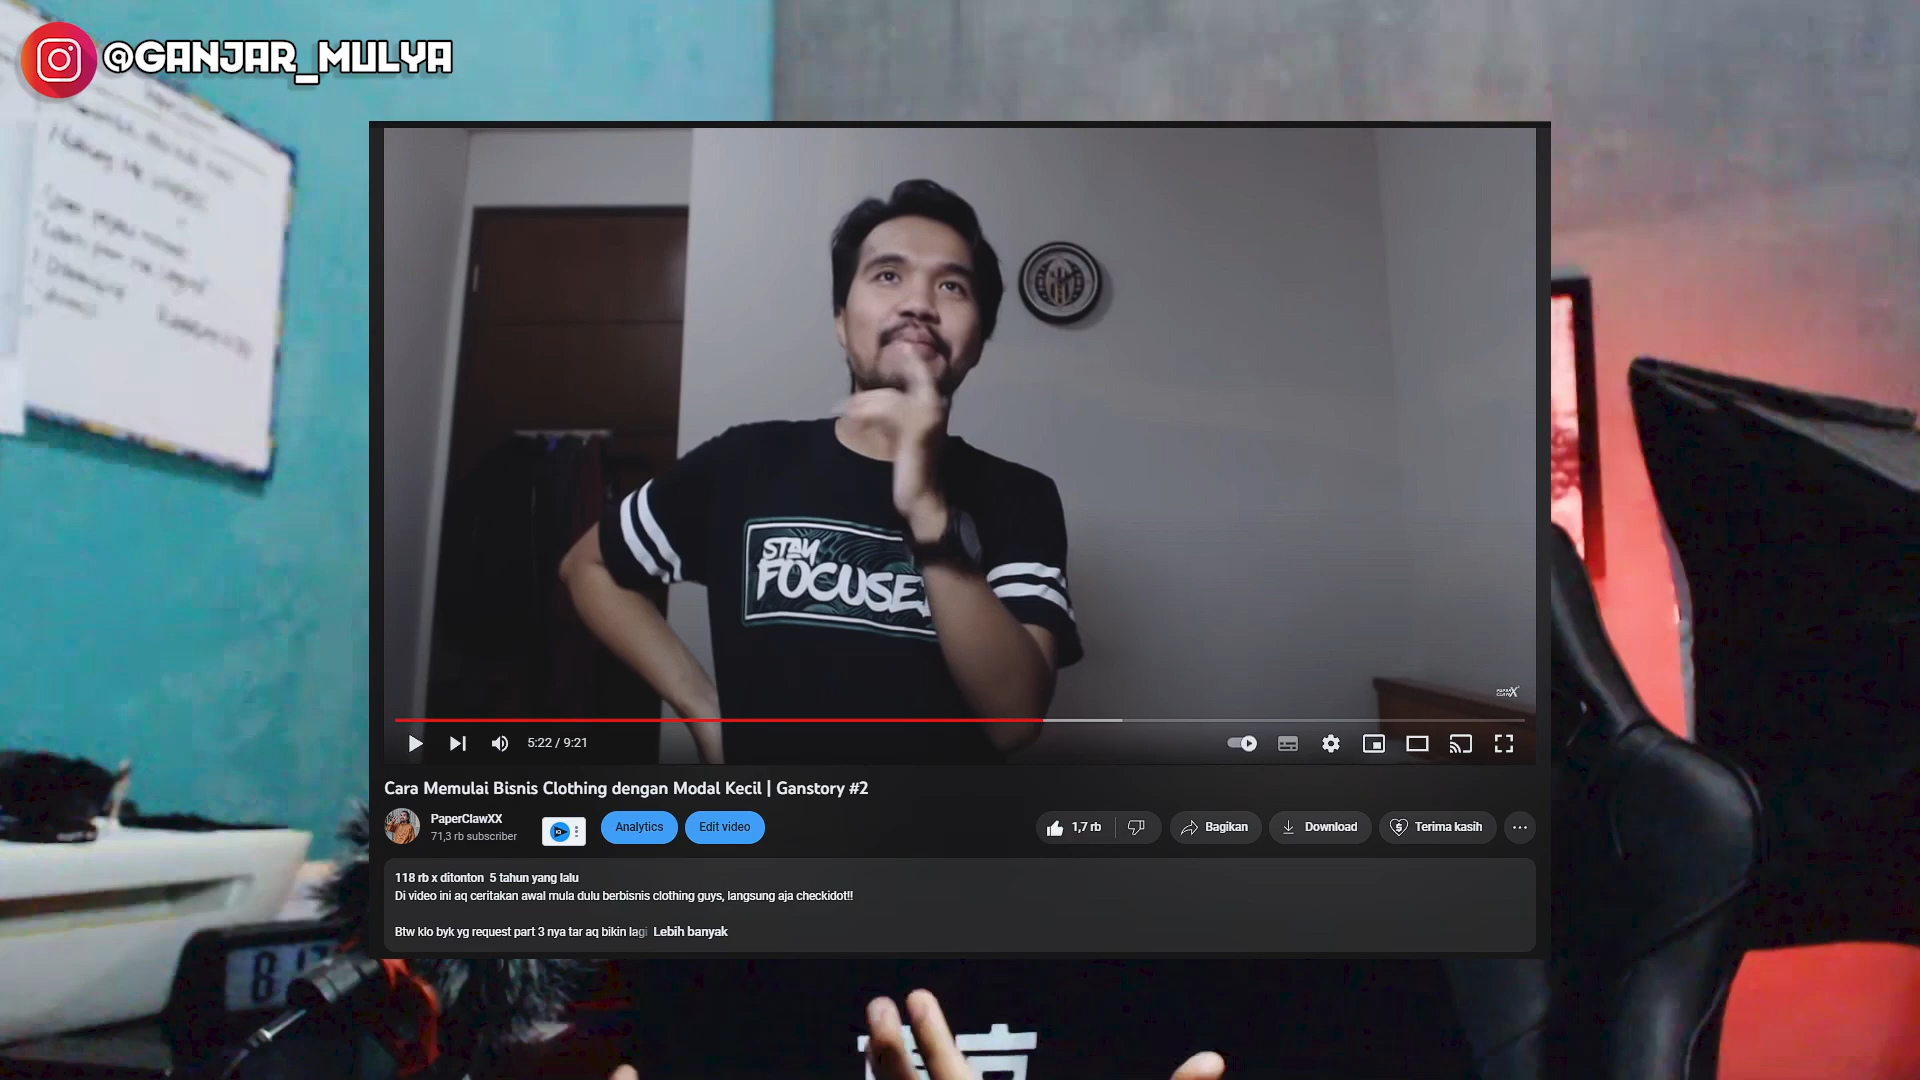 @GANJAR_MULYA
STAY
FOCUSE
5:22 / 9:21
Cara Memulai Bisnis Clothing dengan Modal Kecil | Ganstory #2
PaperClawXX
71,3 rb subscriber
Analytics
Edit video
1,7 rb
Bagikan
Download
Terima kasih
118 rb x ditonton 5 tahun yang lalu
Di video ini aq ceritakan awal mula dulu berbisnis clothing guys, langsung aja checkidot!!
Btw klo byk yg request part 3 nya tar aq bikin lagi Lebih banyak